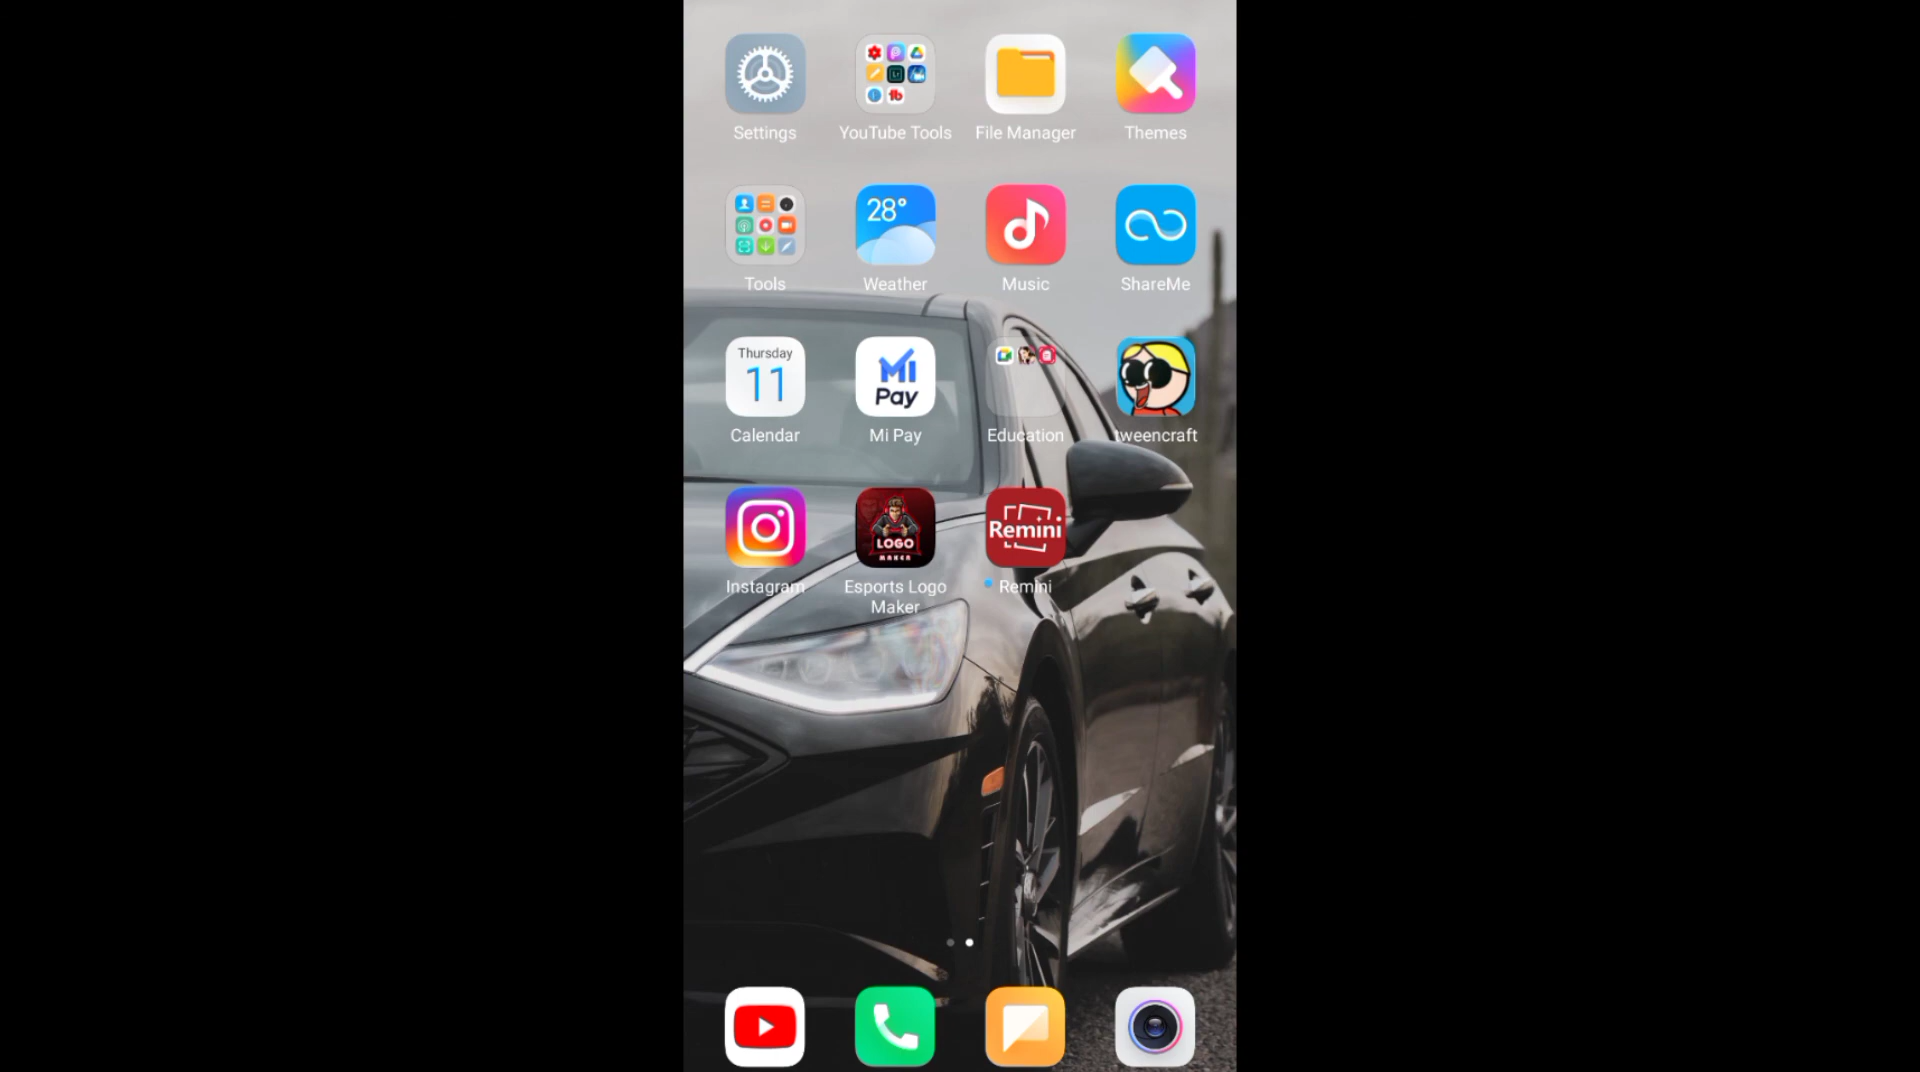 Settings
YouTube Tools
File Manager
Themes
28°
Tools
Weather
Music
ShareMe
Thursday
11
Mi
Pay
Calendar
Mi Pay
Education
tweencraft
LOGO
MAKER
Remini
Instagram
Esports Logo
Maker
Remini